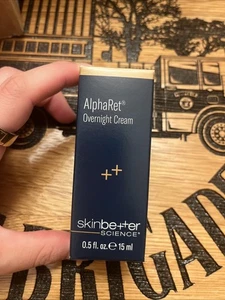 AlphaRet®
Overnight Cream
++
skinbetter
SCIENCE®
0.5 fl. oz. e 15 ml